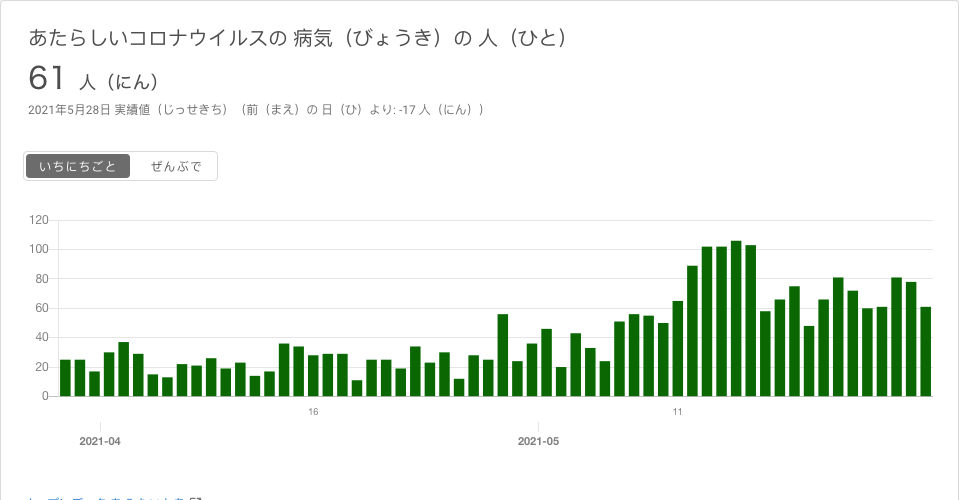 あたらしいコロナウイルスの 病気（びょうき）の 人（ひと）
61 人（にん）
2021年5月28日 実績値（じっせきち）（前（まえ）の 日（ひ）より: -17 人（にん））
いちにちごと ぜんぶで
120
100
80
60
40
20
0
16 11
2021-04 2021-05